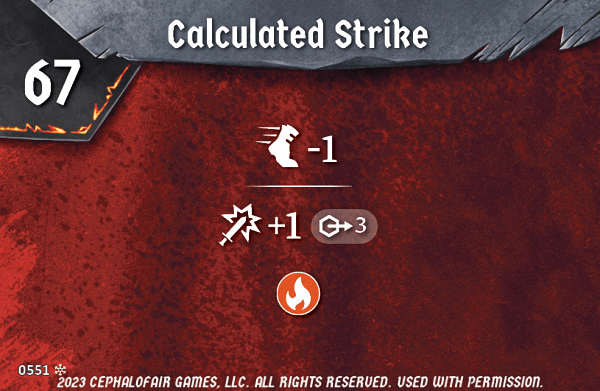 Calculated Strike
67
-1
+1 3
0551
2023 CEPHALOFAIR GAMES, LLC. ALL RIGHTS RESERVED. USED WITH PERMISSION.